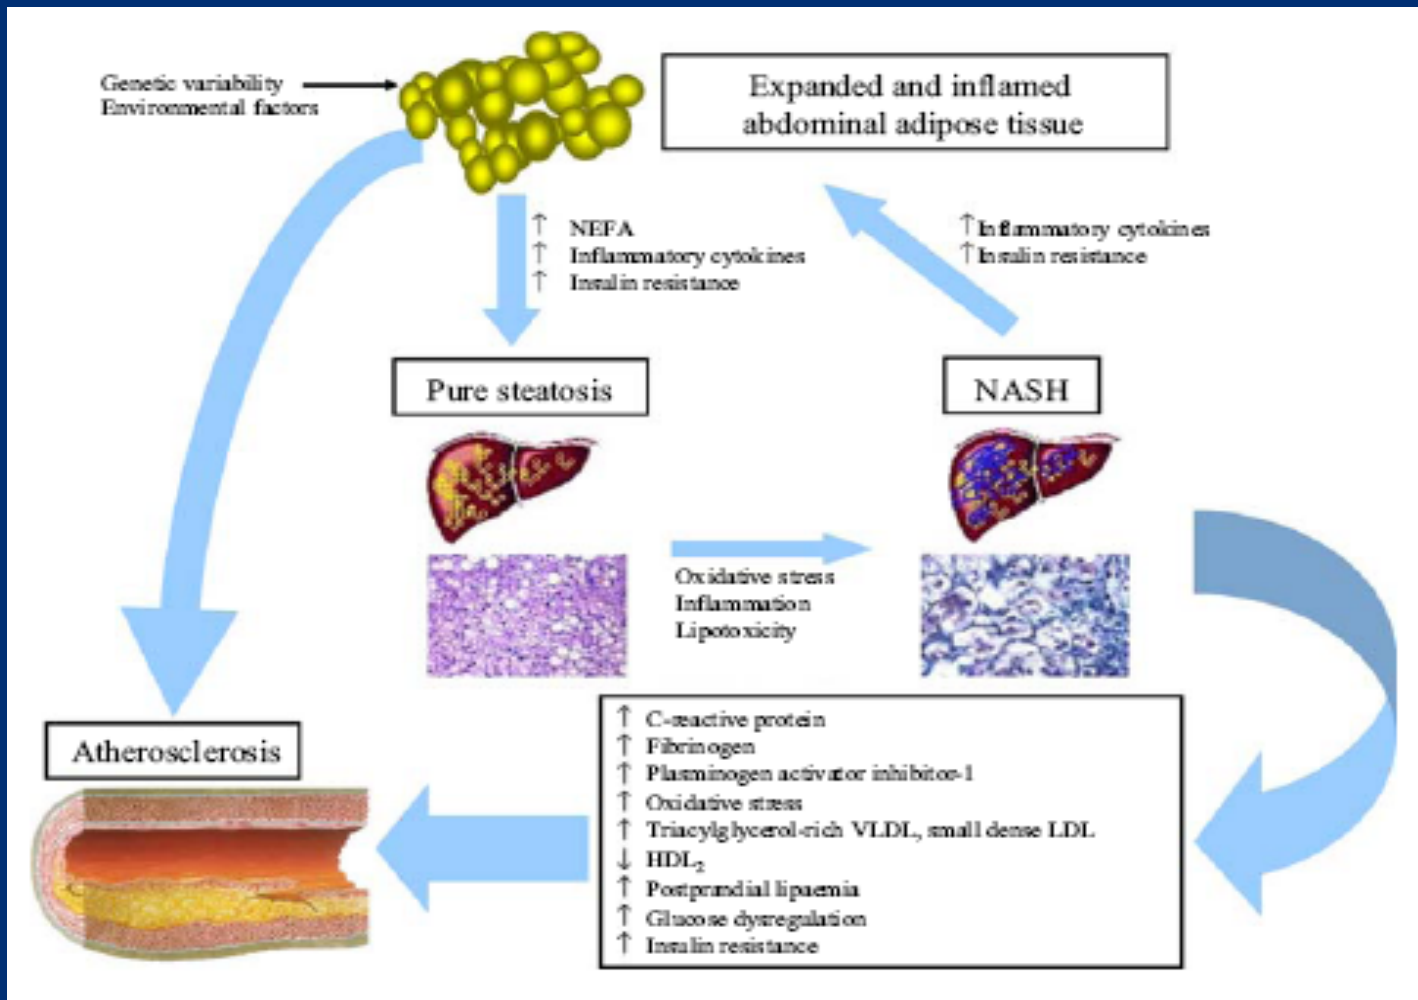 Genetic variability
Environmental factors
Expanded and inflamed
abdominal adipose tissue
↑ NEFA
↑ Inflammatory cytokines
↑ Insulin resistance
↑ Inflammatory cytokines
↑ Insulin resistance
Pure steatosis
NASH
Oxidative stress
Inflammation
Lipotoxicity
Atherosclerosis
↑ C-reactive protein
↑ Fibrinogen
↑ Plasminogen activator inhibitor-1
↑ Oxidative stress
↑ Triacylglycerol-rich VLDL, small dense LDL
↓ HDL₂
↑ Postprandial lipaemia
↑ Glucose dysregulation
↑ Insulin resistance